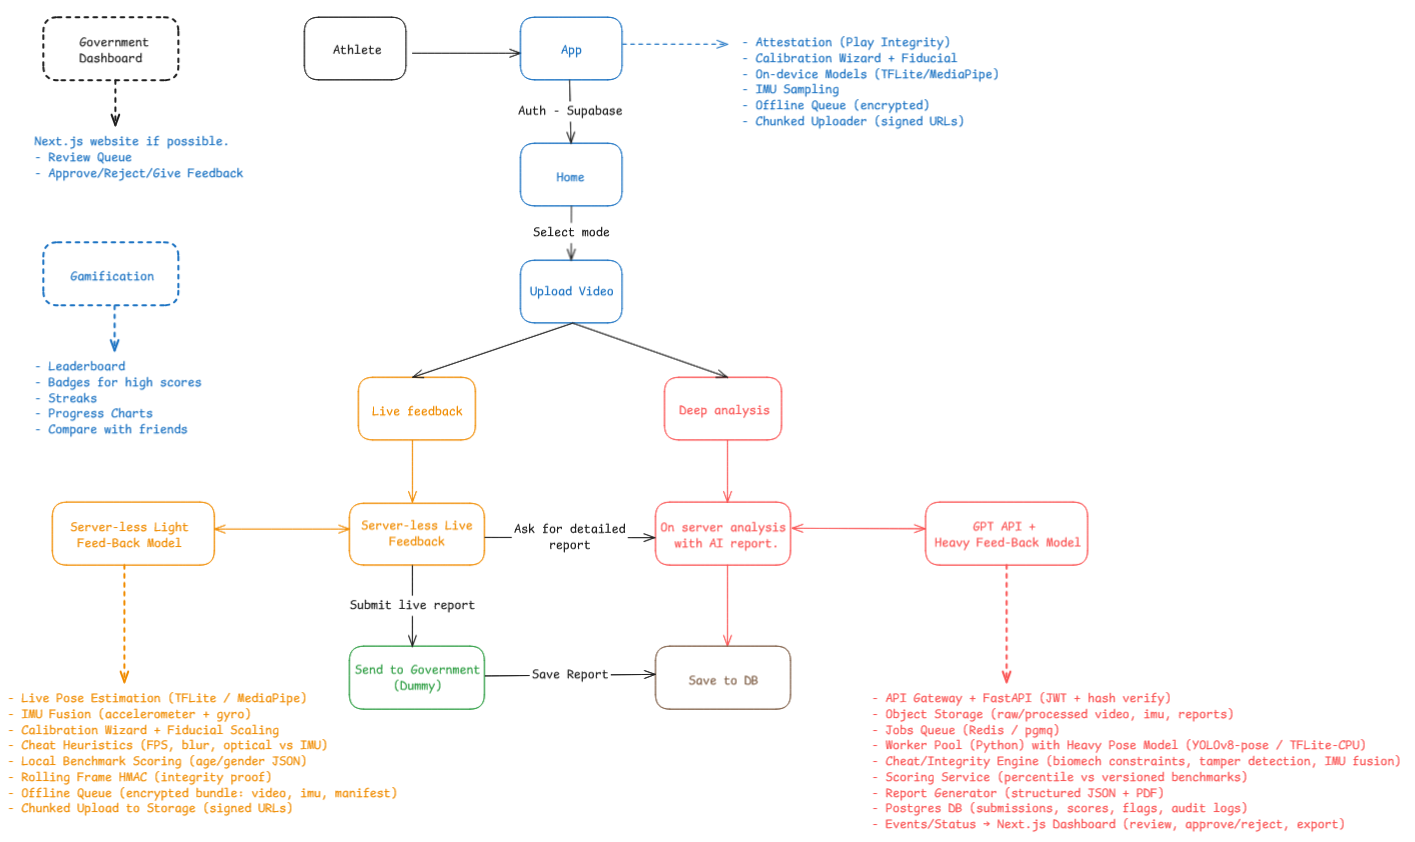 Government
Dashboard
Next.js website if possible.
- Review Queue
- Approve/Reject/Give Feedback
Gamification
- Leaderboard
- Badges for high scores
- Streaks
- Progress Charts
- Compare with friends
Athlete
App
- Attestation (Play Integrity)
- Calibration Wizard + Fiducial
- On-device Models (TFLite/MediaPipe)
- IMU Sampling
- Offline Queue (encrypted)
- Chunked Uploader (signed URLs)
Auth - Supabase
Home
Select mode
Upload Video
Live feedback
Deep analysis
Server-less Light
Feed-Back Model
Server-less Live
Feedback
Ask for detailed
report
On server analysis
with AI report.
GPT API +
Heavy Feed-Back Model
Submit live report
Send to Government
(Dummy)
Save Report
Save to DB
- Live Pose Estimation (TFLite / MediaPipe)
- IMU Fusion (accelerometer + gyro)
- Calibration Wizard + Fiducial Scaling
- Cheat Heuristics (FPS, blur, optical vs IMU)
- Local Benchmark Scoring (age/gender JSON)
- Rolling Frame HMAC (integrity proof)
- Offline Queue (encrypted bundle: video, imu, manifest)
- Chunked Upload to Storage (signed URLs)
- API Gateway + FastAPI (JWT + hash verify)
- Object Storage (raw/processed video, imu, reports)
- Jobs Queue (Redis / pgmq)
- Worker Pool (Python) with Heavy Pose Model (YOLOv8-pose / TFLite-CPU)
- Cheat/Integrity Engine (biomech constraints, tamper detection, IMU fusion)
- Scoring Service (percentile vs versioned benchmarks)
- Report Generator (structured JSON + PDF)
- Postgres DB (submissions, scores, flags, audit logs)
- Events/Status → Next.js Dashboard (review, approve/reject, export)